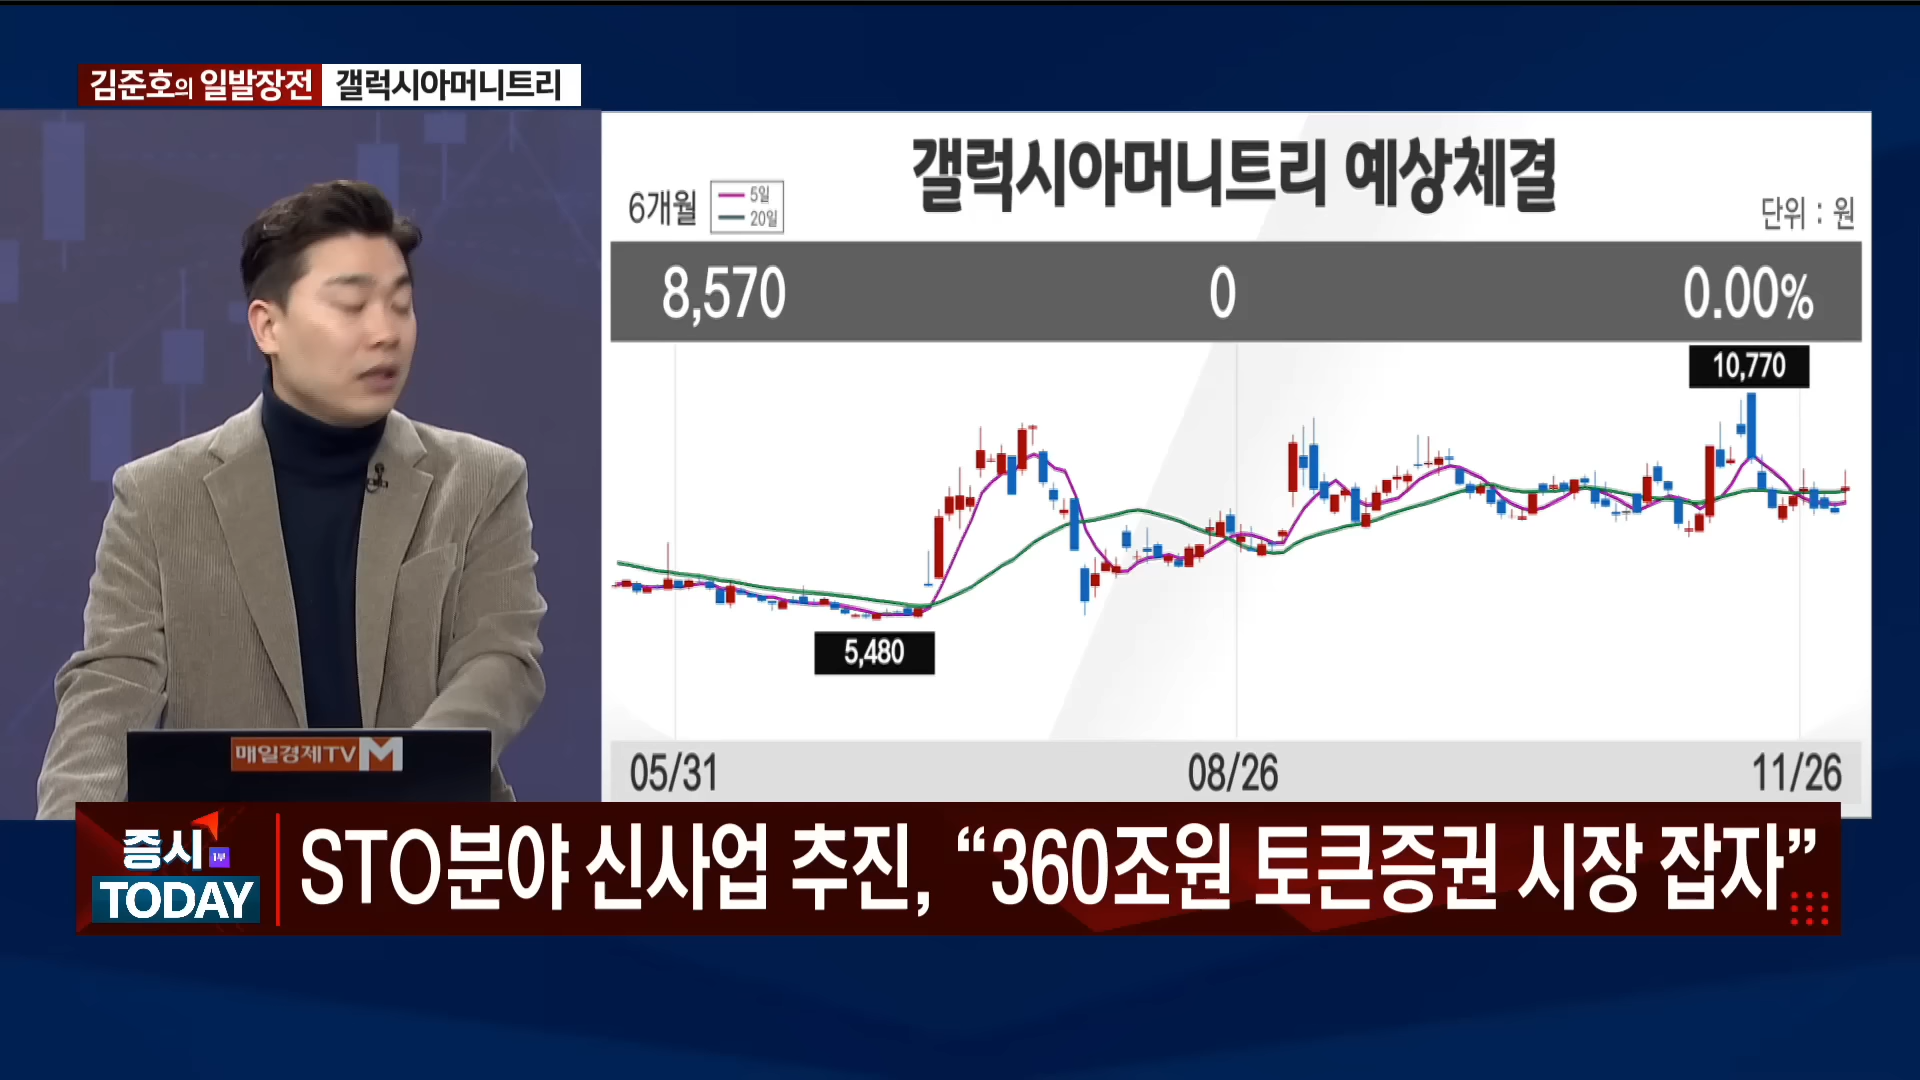 김준호의 일발장전 갤럭시아머니트리
갤럭시아머니트리 예상체결
6개월
5일
20일
단위 : 원
8,570 0 0.00%
10,770
5,480
05/31 08/26 11/26
매일경제TV M
증시 1부
TODAY
STO분야 신사업 추진, “360조원 토큰증권 시장 잡자”